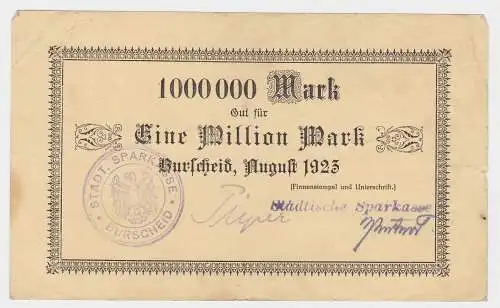 1000000 Mark
Gut für
Eine Million Mark
Burscheid, August 1923
(Firmenstempel und Unterschrift.)
STÄDT. SPARKASSE
BURSCHEID
Städtische Sparkasse